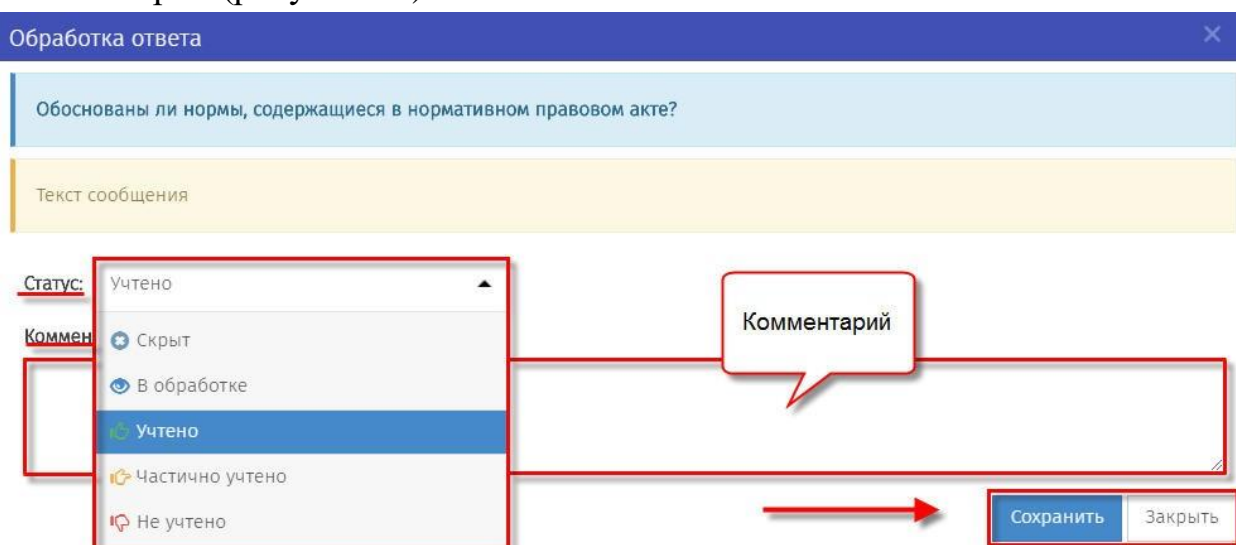 Обработка ответа
Обоснованы ли нормы, содержащиеся в нормативном правовом акте?
Текст сообщения
Статус: Учтено
Комментарий
Коммен
Скрыт
В обработке
Учтено
Частично учтено
Не учтено
Сохранить Закрыть